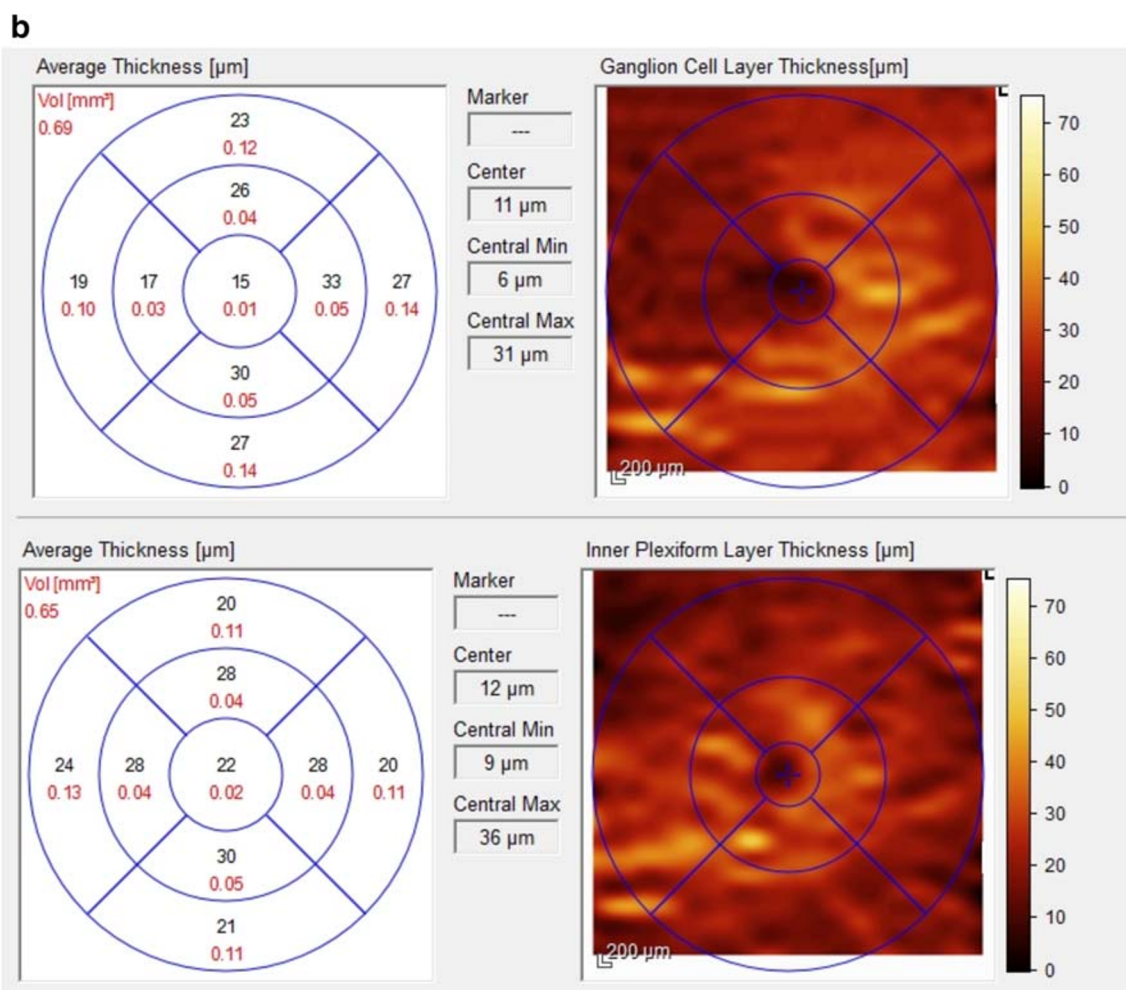 b
Average Thickness [µm]
Vol [mm³]
0.69
23
0.12
26
0.04
19
0.10
17
0.03
15
0.01
33
0.05
27
0.14
30
0.05
27
0.14
Marker
---
Center
11 µm
Central Min
6 µm
Central Max
31 µm
Ganglion Cell Layer Thickness[µm]
200 µm
70
60
50
40
30
20
10
0
Average Thickness [µm]
Vol [mm³]
0.65
20
0.11
28
0.04
24
0.13
28
0.04
22
0.02
28
0.04
20
0.11
30
0.05
21
0.11
Marker
---
Center
12 µm
Central Min
9 µm
Central Max
36 µm
Inner Plexiform Layer Thickness [µm]
200 µm
70
60
50
40
30
20
10
0